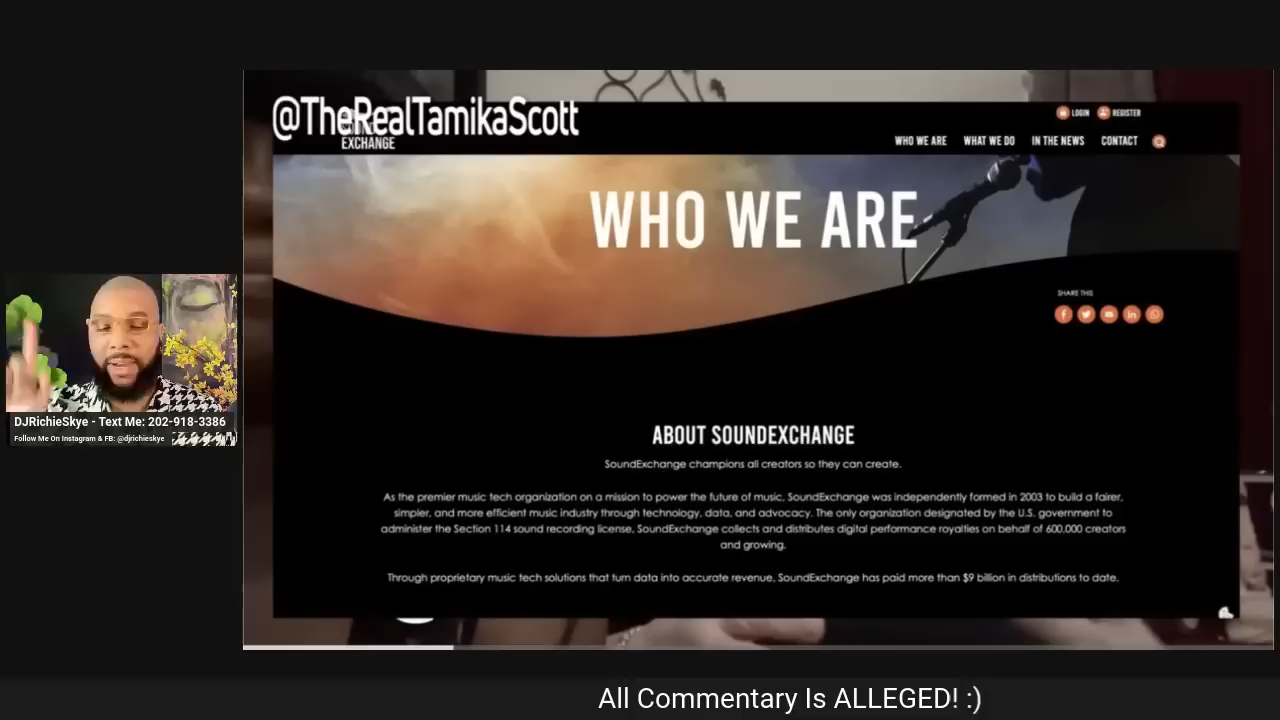 @TheRealTamikaScott
EXCHANGE
LOGIN
REGISTER
WHO WE ARE
WHAT WE DO
IN THE NEWS
CONTACT
WHO WE ARE
SHARE THIS
ABOUT SOUNDEXCHANGE
SoundExchange champions all creators so they can create.
As the premier music tech organization on a mission to power the future of music, SoundExchange was independently formed in 2003 to build a fairer,
simpler, and more efficient music industry through technology, data, and advocacy. The only organization designated by the U.S. government to
administer the Section 114 sound recording license, SoundExchange collects and distributes digital performance royalties on behalf of 600,000 creators
and growing.
Through proprietary music tech solutions that turn data into accurate revenue, SoundExchange has paid more than $9 billion in distributions to date.
DJRichieSkye - Text Me: 202-918-3386
Follow Me On Instagram & FB: @djrichieskye
All Commentary Is ALLEGED! :)